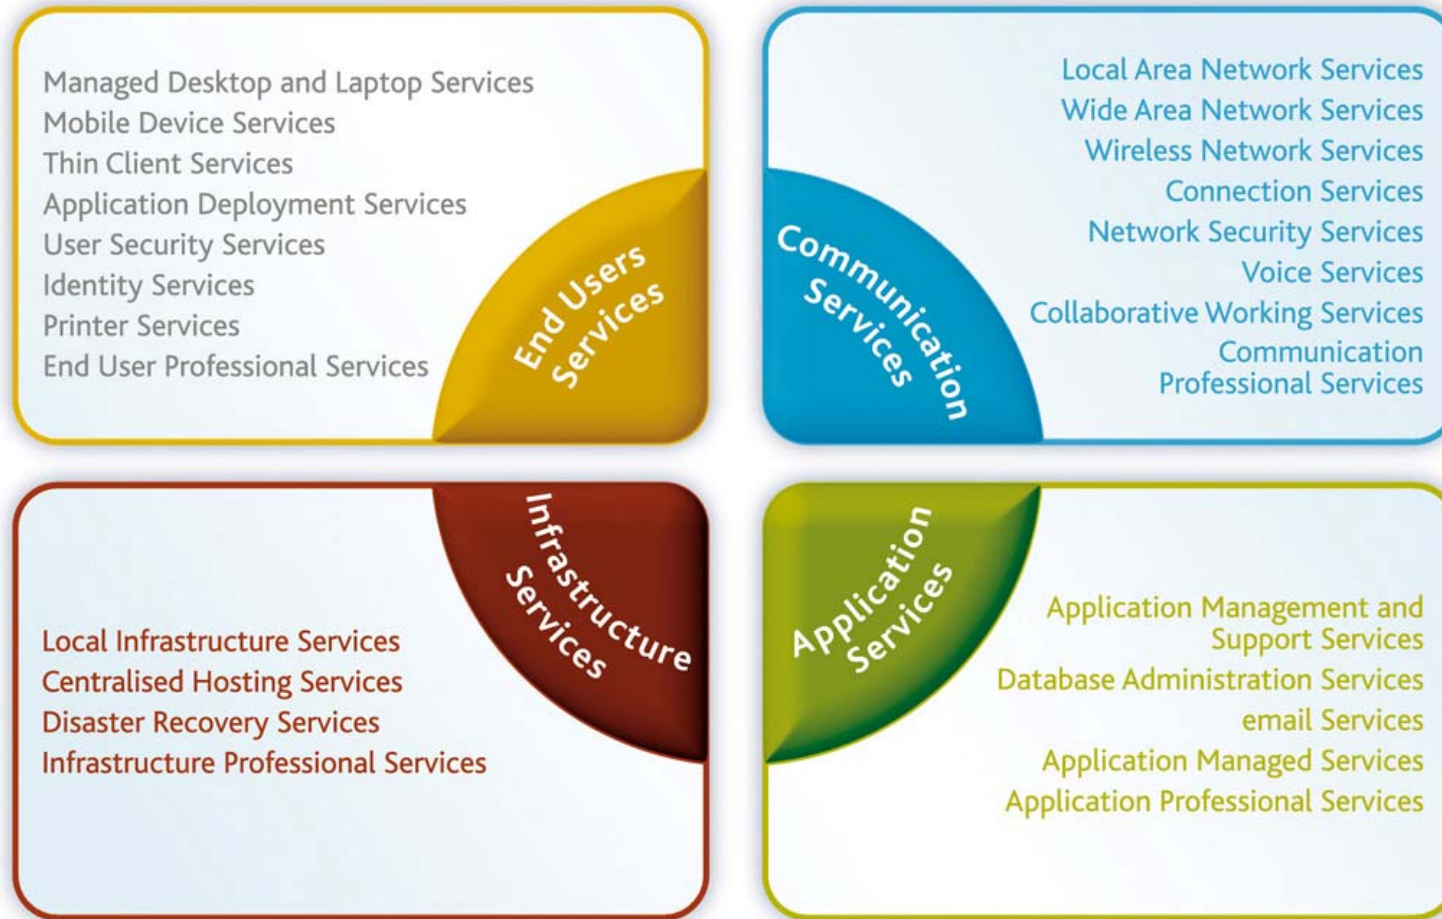 Managed Desktop and Laptop Services
Mobile Device Services
Thin Client Services
Application Deployment Services
User Security Services
Identity Services
Printer Services
End User Professional Services
End Users
Services
Communication
Services
Local Area Network Services
Wide Area Network Services
Wireless Network Services
Connection Services
Network Security Services
Voice Services
Collaborative Working Services
Communication
Professional Services
Infrastructure
Services
Local Infrastructure Services
Centralised Hosting Services
Disaster Recovery Services
Infrastructure Professional Services
Application
Services
Application Management and
Support Services
Database Administration Services
email Services
Application Managed Services
Application Professional Services